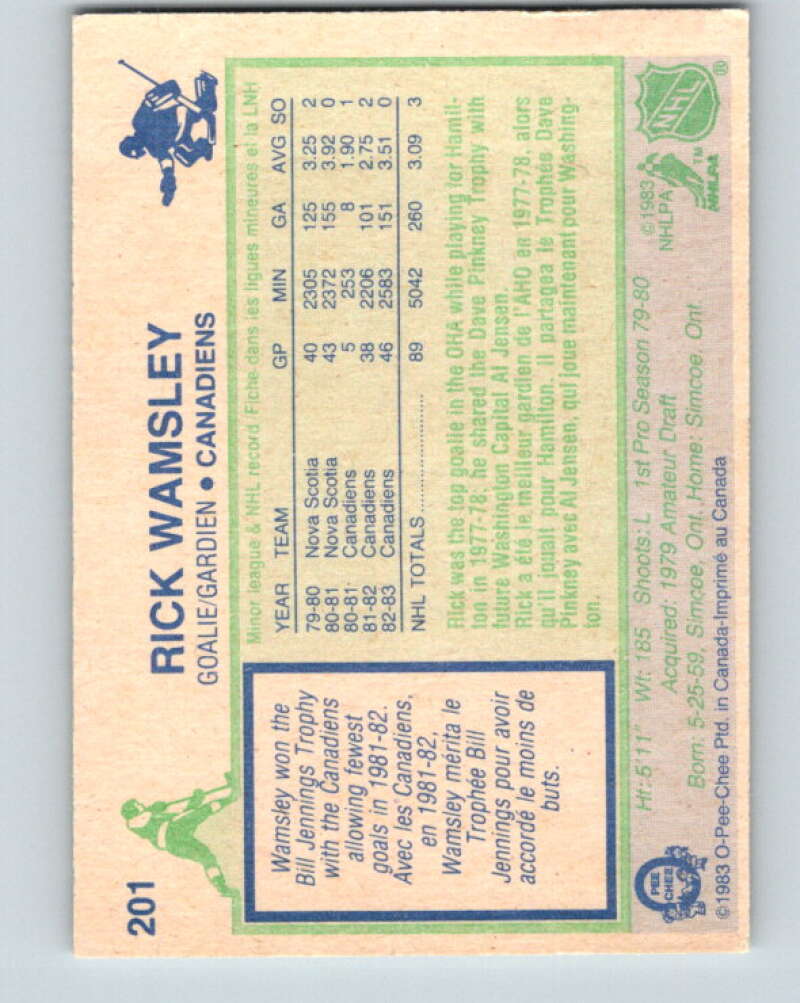 201
RICK WAMSLEY
GOALIE/GARDIEN ● CANADIENS
Wamsley won the
Bill Jennings Trophy
with the Canadiens
allowing fewest
goals in 1981-82.
Avec les Canadiens,
en 1981-82,
Wamsley mérita le
Trophée Bill
Jennings pour avoir
accordé le moins de
buts.
Minor league & NHL record. Fiche dans les ligues mineures et la LNH
YEAR TEAM GP MIN GA AVG SO
79-80 Nova Scotia 40 2305 125 3.25 2
80-81 Nova Scotia 43 2372 155 3.92 0
80-81 Canadiens 5 253 8 1.90 1
81-82 Canadiens 38 2206 101 2.75 2
82-83 Canadiens 46 2583 151 3.51 0
NHL TOTALS .................... 89 5042 260 3.09 3
Rick was the top goalie in the OHA while playing for Hamil-
ton in 1977-78; he shared the Dave Pinkney Trophy with
future Washington Capital Al Jensen.
Rick a été le meilleur gardien de l'AHO en 1977-78, alors
qu'il jouait pour Hamilton. Il partagea le Trophée Dave
Pinkney avec Al Jensen, qui joue maintenant pour Washing-
ton.
Ht: 5'11" Wt: 185 Shoots: L 1st Pro Season 79-80
Acquired: 1979 Amateur Draft
Born: 5-25-59, Simcoe, Ont. Home: Simcoe, Ont.
©1983
NHLPA
NHLPA ™
NHL ®
O
PEE
CHEE
©1983 O-Pee-Chee Ptd. in Canada-Imprimé au Canada